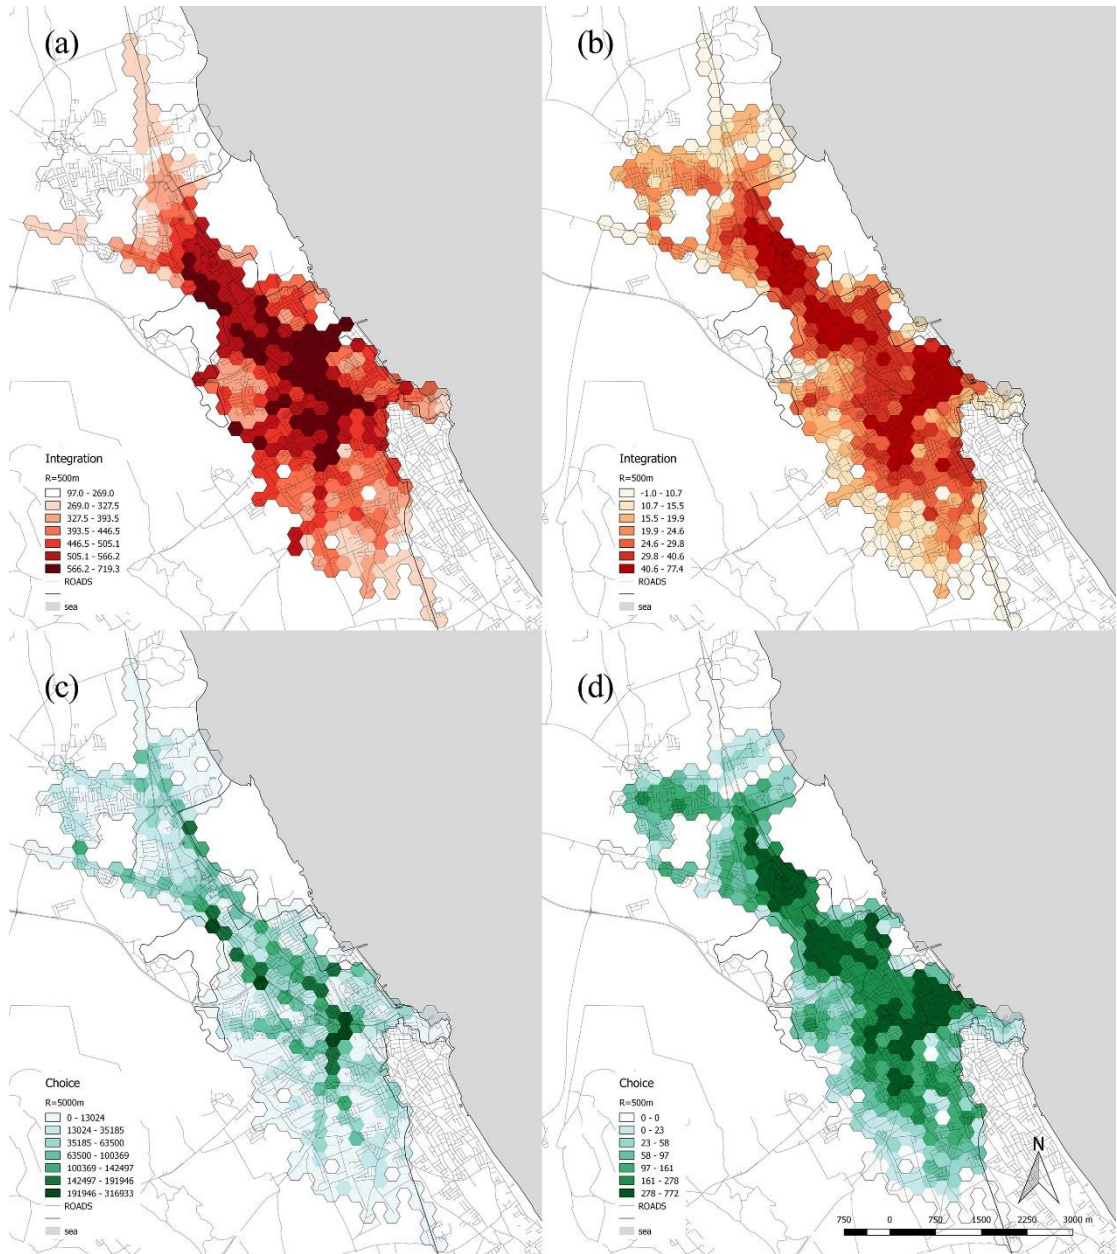 (a)
Integration
R=500m
97.0 - 269.0
269.0 - 327.5
327.5 - 393.5
393.5 - 446.5
446.5 - 505.1
505.1 - 566.2
566.2 - 719.3
ROADS
sea
(b)
Integration
R=500m
-1.0 - 10.7
10.7 - 15.5
15.5 - 19.9
19.9 - 24.6
24.6 - 29.8
29.8 - 40.6
40.6 - 77.4
ROADS
sea
(c)
Choice
R=5000m
0 - 13024
13024 - 35185
35185 - 63500
63500 - 100369
100369 - 142497
142497 - 191946
191946 - 316933
ROADS
sea
(d)
Choice
R=500m
0 - 0
0 - 23
23 - 58
58 - 97
97 - 161
161 - 278
278 - 772
ROADS
sea
N
750 0 750 1500 2250 3000 m